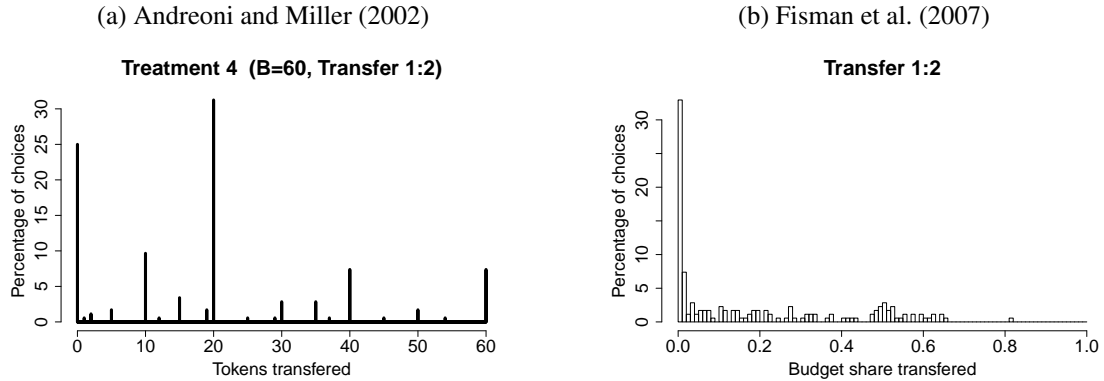 (a) Andreoni and Miller (2002)
Treatment 4 (B=60, Transfer 1:2)
Percentage of choices
0 5 10 15 20 25 30
0 10 20 30 40 50 60
Tokens transfered
(b) Fisman et al. (2007)
Transfer 1:2
Percentage of choices
0 5 10 20 30
0.0 0.2 0.4 0.6 0.8 1.0
Budget share transfered